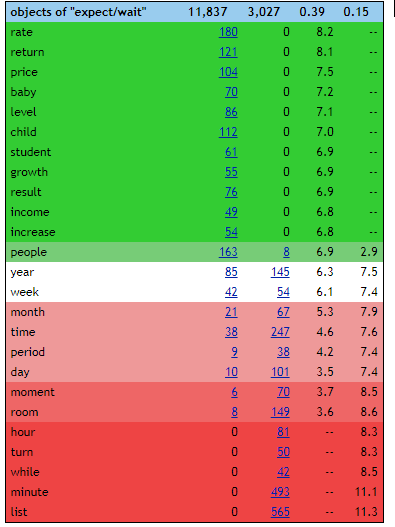 objects of "expect/wait" 11,837 3,027 0.39 0.15
rate 180 0 8.2 --
return 121 0 8.1 --
price 104 0 7.5 --
baby 70 0 7.2 --
level 86 0 7.1 --
child 112 0 7.0 --
student 61 0 6.9 --
growth 55 0 6.9 --
result 76 0 6.9 --
income 49 0 6.8 --
increase 54 0 6.8 --
people 163 8 6.9 2.9
year 85 145 6.3 7.5
week 42 54 6.1 7.4
month 21 67 5.3 7.9
time 38 247 4.6 7.6
period 9 38 4.2 7.4
day 10 101 3.5 7.4
moment 6 70 3.7 8.5
room 8 149 3.6 8.6
hour 0 81 -- 8.3
turn 0 50 -- 8.3
while 0 42 -- 8.5
minute 0 493 -- 11.1
list 0 565 -- 11.3